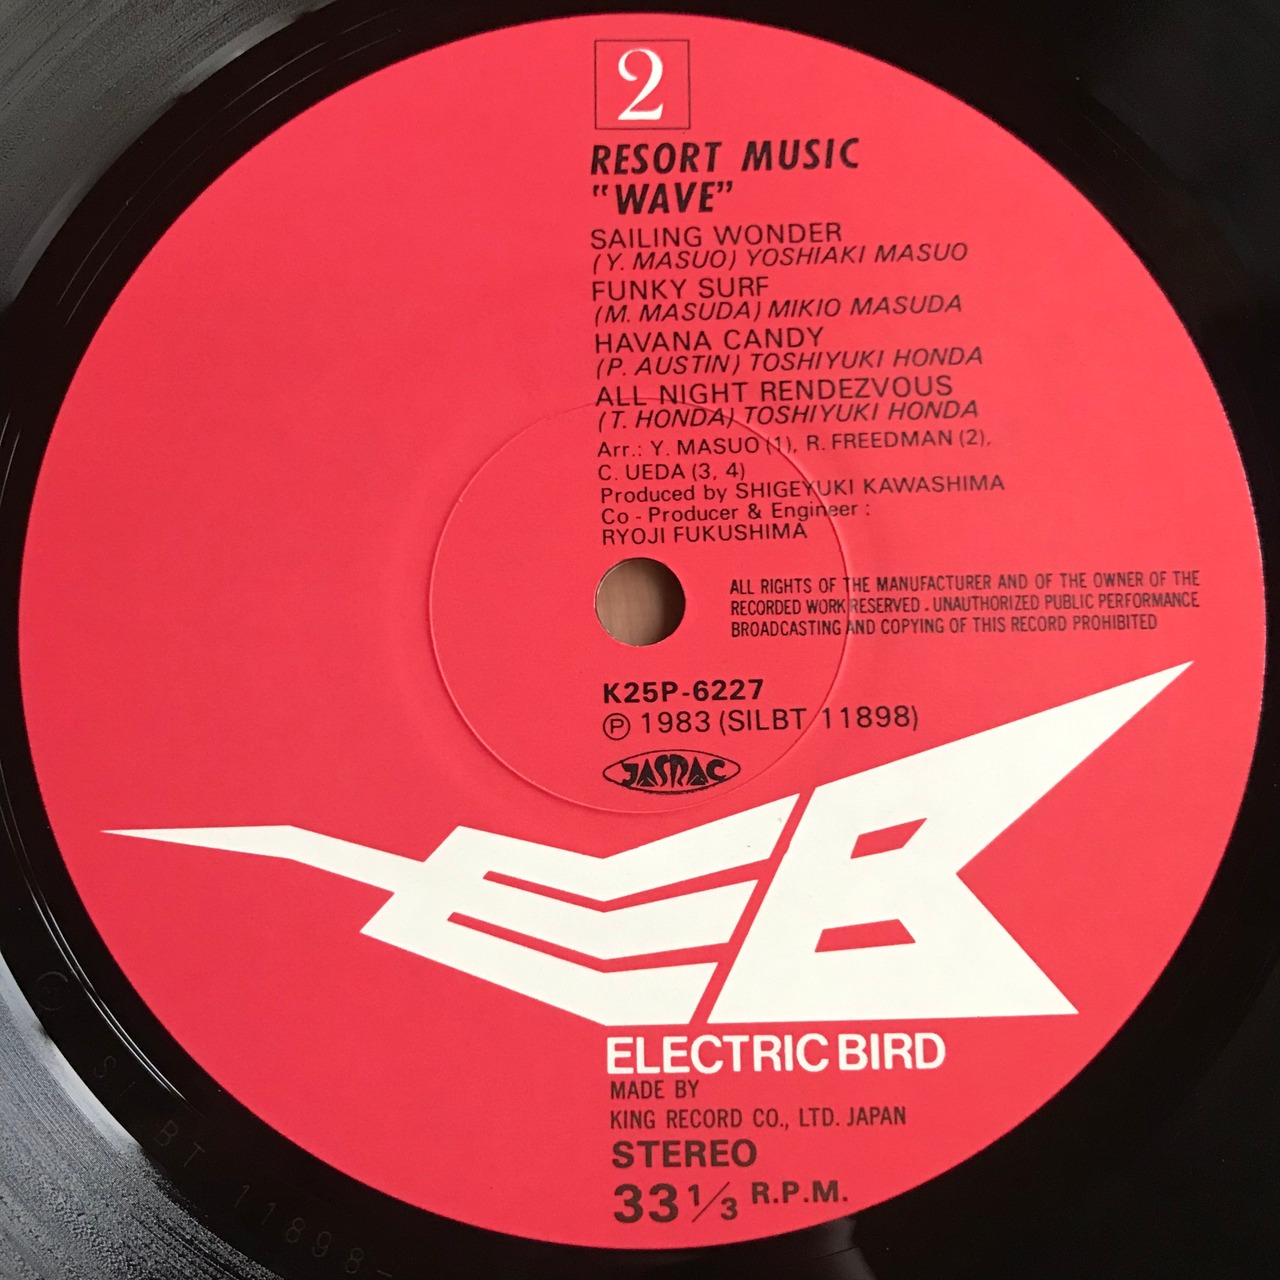 2
RESORT MUSIC
"WAVE"
SAILING WONDER
(Y. MASUO) YOSHIAKI MASUO
FUNKY SURF
(M. MASUDA) MIKIO MASUDA
HAVANA CANDY
(P. AUSTIN) TOSHIYUKI HONDA
ALL NIGHT RENDEZVOUS
(T. HONDA) TOSHIYUKI HONDA
Arr.: Y. MASUO (1), R. FREEDMAN (2),
C. UEDA (3, 4)
Produced by SHIGEYUKI KAWASHIMA
Co - Producer & Engineer :
RYOJI FUKUSHIMA
ALL RIGHTS OF THE MANUFACTURER AND OF THE OWNER OF THE
RECORDED WORK RESERVED . UNAUTHORIZED PUBLIC PERFORMANCE
BROADCASTING AND COPYING OF THIS RECORD PROHIBITED
K25P-6227
Ⓟ 1983 (SILBT 11898)
JASRAC
EB
ELECTRIC BIRD
MADE BY
KING RECORD CO., LTD. JAPAN
STEREO
33 1/3 R.P.M.
SILBT 11898-